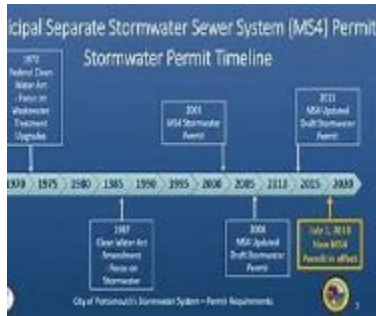 icipal Separate Stormwater Sewer System (MS4) Permit
Stormwater Permit Timeline
1972
Federal Clean
Water Act
- Focus on
Wastewater
Treatment
Upgrades
2003
MS4 Stormwater
Permit
MS4 Updated
Draft Stormwater
Permit
1970 1975 1980 1985 1990 1995 2000 2005 2010 2015 2020
1987
Clean Water Act
Amendment
- Focus on
Stormwater
2008
MS4 Updated
Draft Stormwater
Permit
July 1, 2018
New MS4
Permit in effect
City of Portsmouth's Stormwater System – Permit Requirements